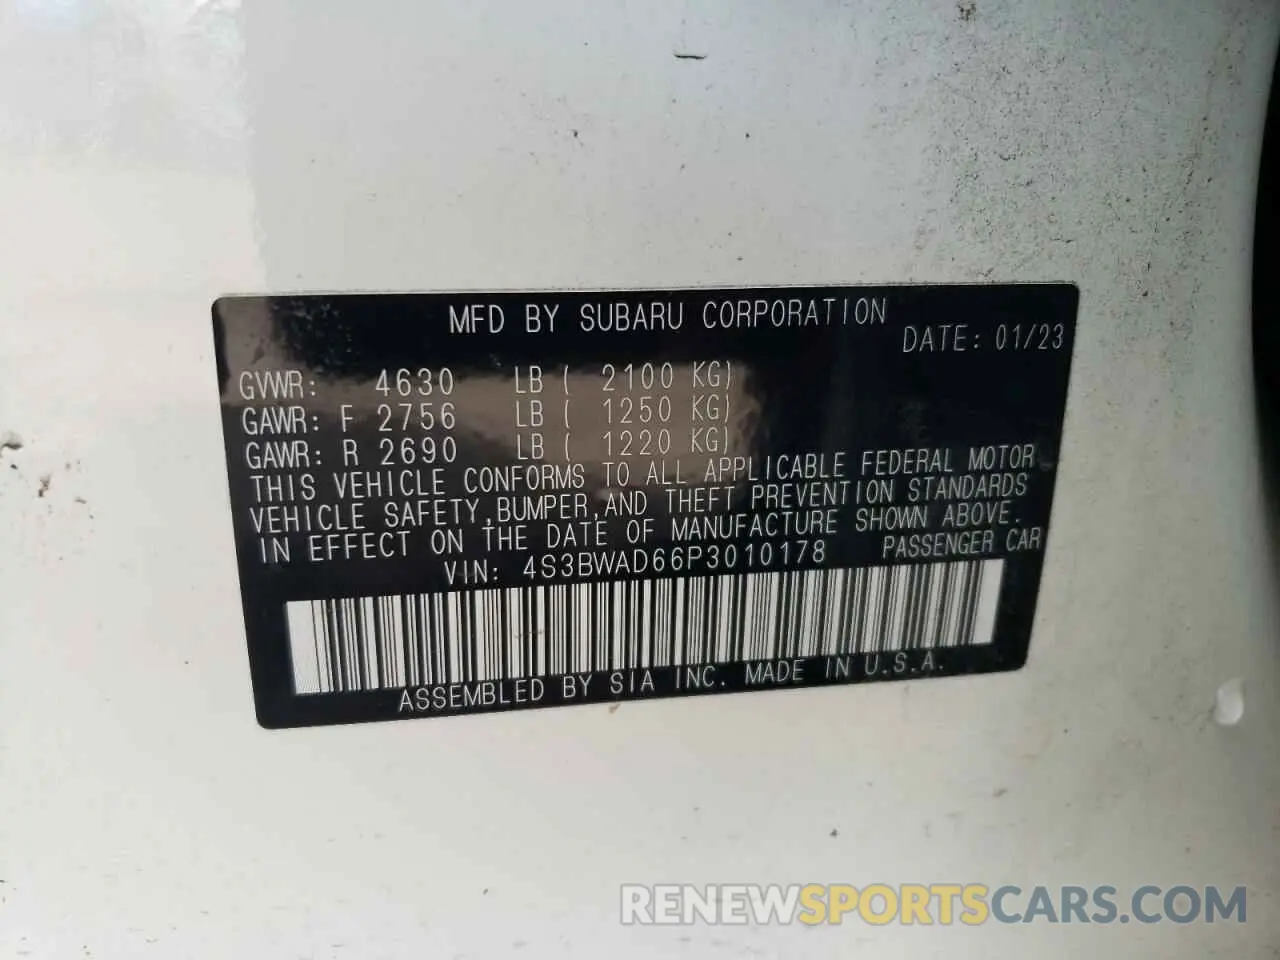 MFD BY SUBARU CORPORATION
DATE: 01/23
GVWR: 4630 LB ( 2100 KG)
GAWR: F 2756 LB ( 1250 KG)
GAWR: R 2690 LB ( 1220 KG)
THIS VEHICLE CONFORMS TO ALL APPLICABLE FEDERAL MOTOR
VEHICLE SAFETY,BUMPER,AND THEFT PREVENTION STANDARDS
IN EFFECT ON THE DATE OF MANUFACTURE SHOWN ABOVE.
VIN: 4S3BWAD66P3010178 PASSENGER CAR
ASSEMBLED BY SIA INC. MADE IN U.S.A.
RENEWSPORTSCARS.COM